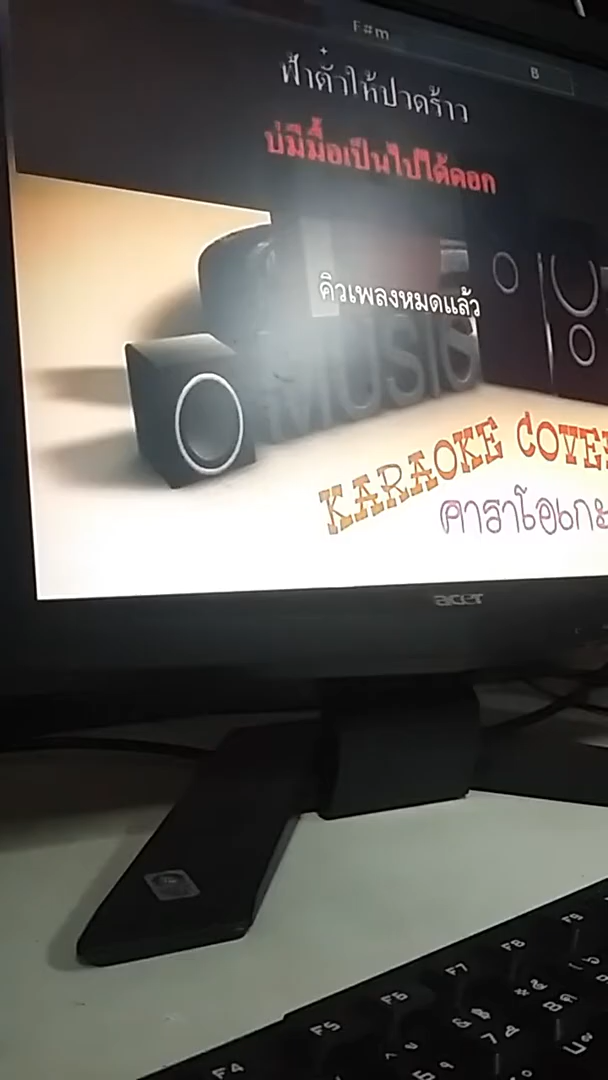 F#m
B
ฟ้าตั๋วให้ปาดร้าว
บ่มีมื้อเป็นไปได้ดอก
คิวเพลงหมดแล้ว
MUSIC
KARAOKE COVER
คาราโอเกะ
acer
F4 F5 F6 F7 F8 F9